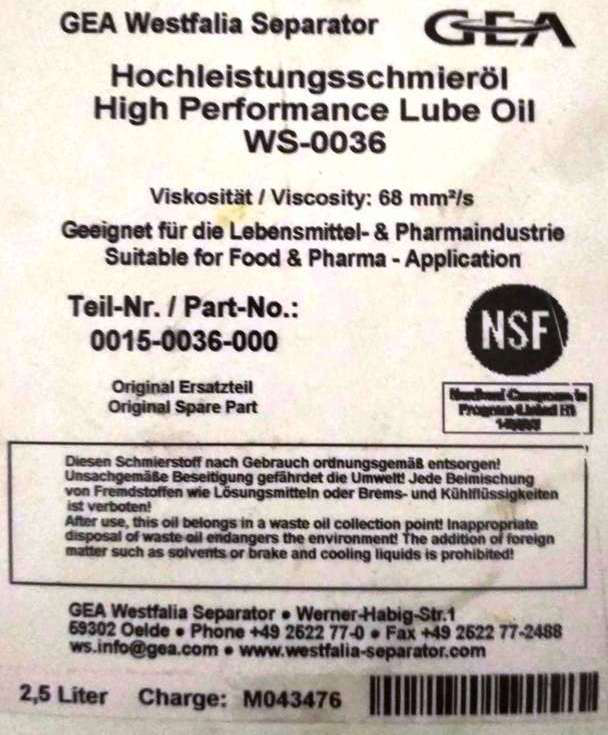 GEA Westfalia Separator GEA
Hochleistungsschmieröl
High Performance Lube Oil
WS-0036
Viskosität / Viscosity: 68 mm²/s
Geeignet für die Lebensmittel- & Pharmaindustrie
Suitable for Food & Pharma - Application
Teil-Nr. / Part-No.:
0015-0036-000
NSF
Original Ersatzteil
Original Spare Part
Nonfood Compounds
Program Listed H1
Diesen Schmierstoff nach Gebrauch ordnungsgemäß entsorgen!
Unsachgemäße Beseitigung gefährdet die Umwelt! Jede Beimischung
von Fremdstoffen wie Lösungsmitteln oder Brems- und Kühlflüssigkeiten
ist verboten!
After use, this oil belongs in a waste oil collection point! Inappropriate
disposal of waste oil endangers the environment! The addition of foreign
matter such as solvents or brake and cooling liquids is prohibited!
GEA Westfalia Separator • Werner-Habig-Str.1
59302 Oelde • Phone +49 2522 77-0 • Fax +49 2522 77-2488
ws.info@gea.com • www.westfalia-separator.com
2,5 Liter Charge: M043476